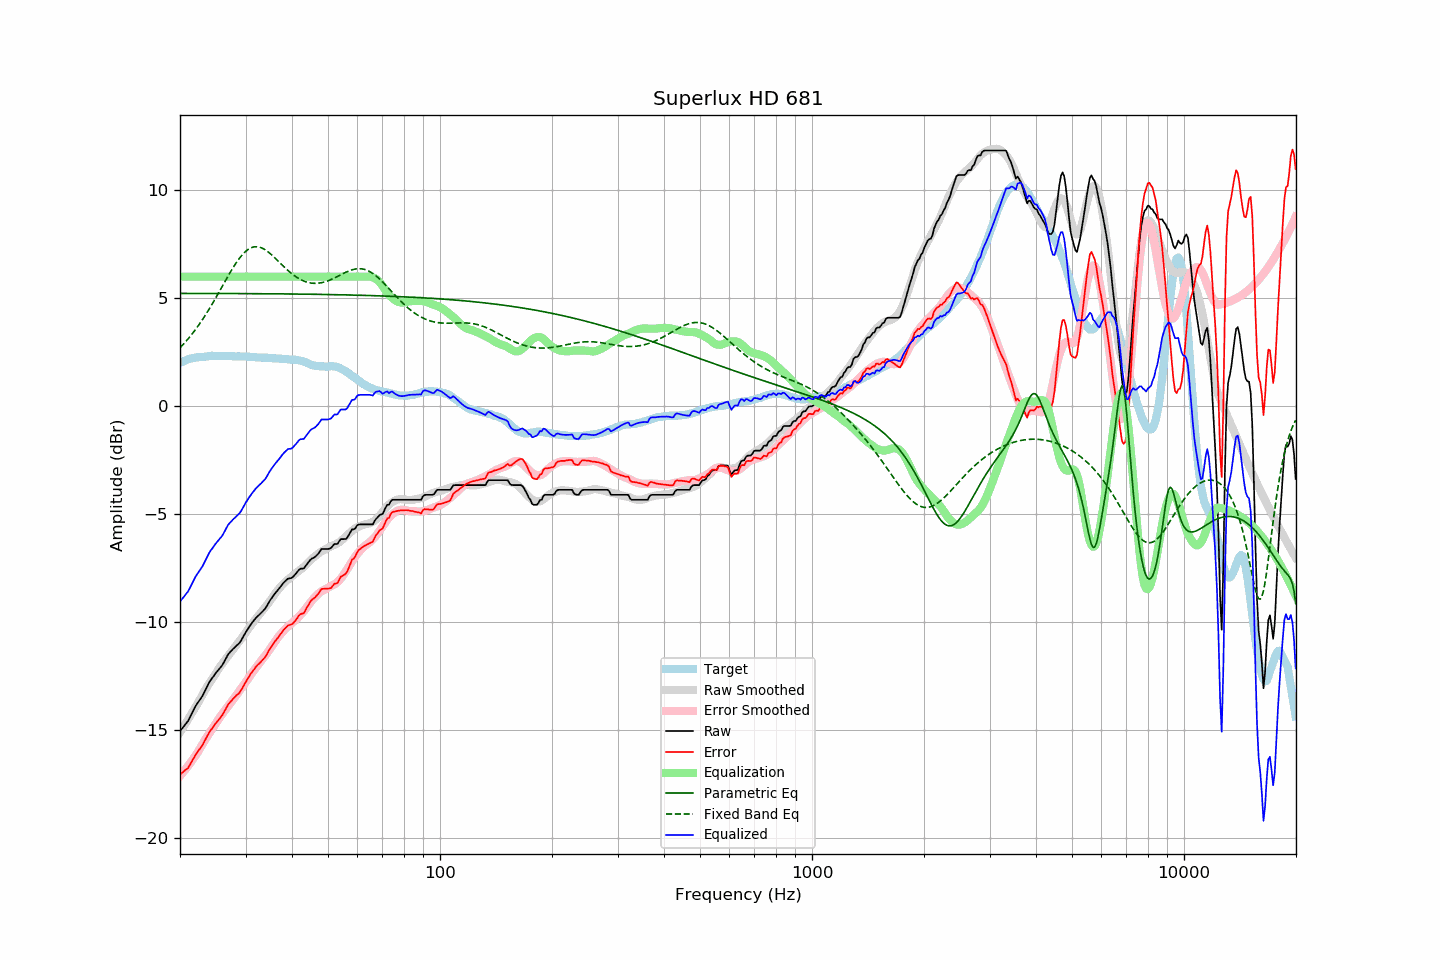 Superlux HD 681
Amplitude (dBr)
10
5
0
−5
−10
−15
−20
100
1000
10000
Frequency (Hz)
Target
Raw Smoothed
Error Smoothed
Raw
Error
Equalization
Parametric Eq
Fixed Band Eq
Equalized